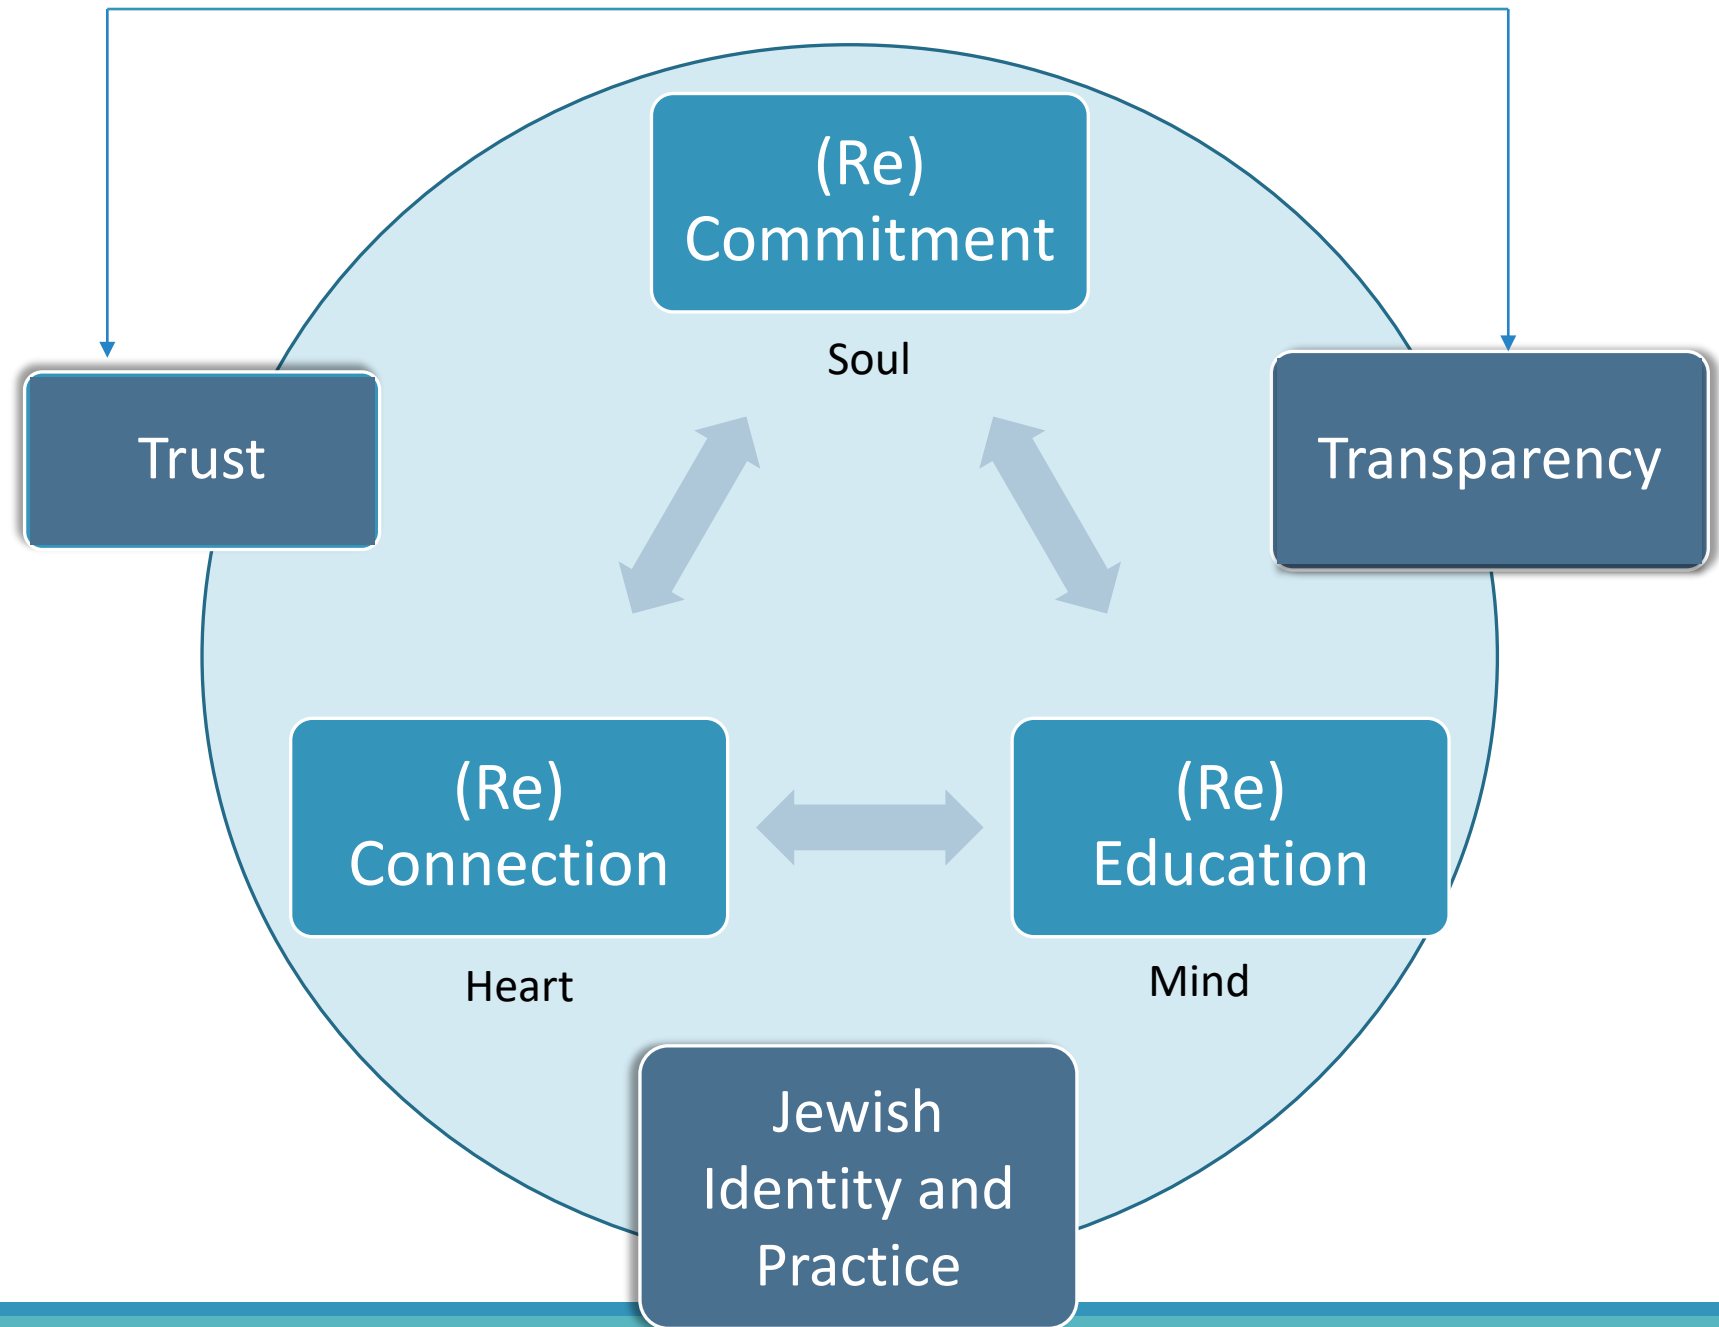 (Re)
Commitment
Soul
Trust
Transparency
(Re)
Connection
(Re)
Education
Heart
Mind
Jewish
Identity and
Practice